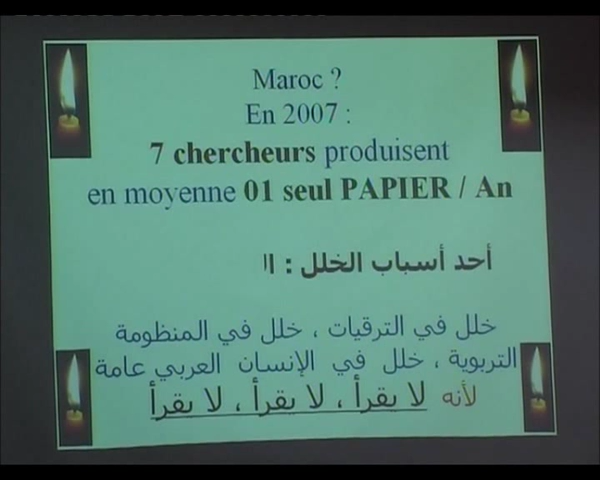 Maroc ?
En 2007 :
7 chercheurs produisent
en moyenne 01 seul PAPIER / An
أحد أسباب الخلل : ال
خلل في الترقيات ، خلل في المنظومة
التربوية ، خلل في الإنسان العربي عامة
لأنه لا يقرأ ، لا يقرأ ، لا يقرأ